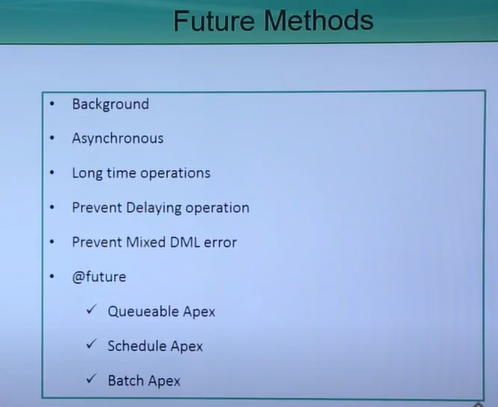 Future Methods
• Background
• Asynchronous
• Long time operations
• Prevent Delaying operation
• Prevent Mixed DML error
• @future
✓ Queueable Apex
✓ Schedule Apex
✓ Batch Apex